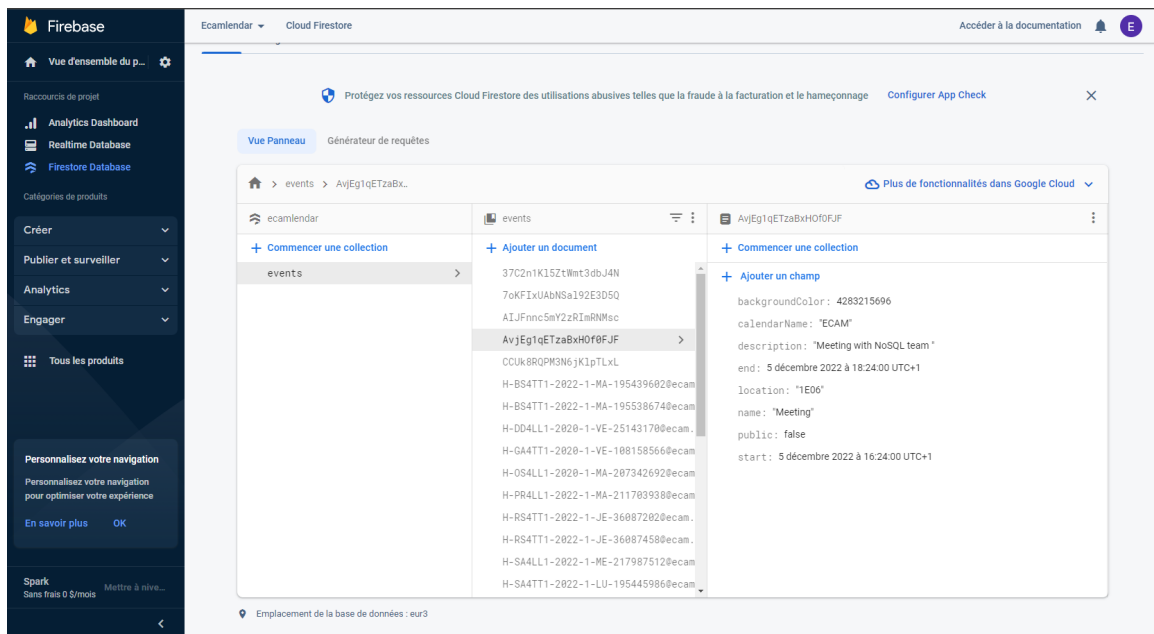 Firebase
Ecamlendar
Cloud Firestore
Accéder à la documentation
E
Vue d'ensemble du p...
Raccourcis de projet
Analytics Dashboard
Realtime Database
Firestore Database
Catégories de produits
Créer
Publier et surveiller
Analytics
Engager
Tous les produits
Personnalisez votre navigation
Personnalisez votre navigation
pour optimiser votre expérience
En savoir plus OK
Spark
Sans frais 0 $/mois
Mettre à nive...
Protégez vos ressources Cloud Firestore des utilisations abusives telles que la fraude à la facturation et le hameçonnage Configurer App Check
Vue Panneau Générateur de requêtes
events > AvjEg1qETzaBx..
Plus de fonctionnalités dans Google Cloud
ecamlendar
Commencer une collection
events
events
Ajouter un document
37C2n1Kl5ZtWmt3dbJ4N
7oKFIxUAbNSal92E3D5Q
AIJFnnc5mY2zRImRNMsc
AvjEg1qETzaBxHOf0FJF
CCUk8RQPM3N6jKlpTLxL
H-BS4TT1-2022-1-MA-195439602@ecam
H-BS4TT1-2022-1-MA-195538674@ecam
H-DD4LL1-2020-1-VE-25143170@ecam.
H-GA4TT1-2020-1-VE-108158566@ecam
H-OS4LL1-2020-1-MA-207342692@ecam
H-PR4LL1-2022-1-MA-211703938@ecam
H-RS4TT1-2022-1-JE-36087202@ecam.
H-RS4TT1-2022-1-JE-36087458@ecam.
H-SA4LL1-2022-1-ME-217987512@ecam
H-SA4TT1-2022-1-LU-195445986@ecam
AvjEg1qETzaBxHOf0FJF
Commencer une collection
Ajouter un champ
backgroundColor: 4283215696
calendarName: "ECAM"
description: "Meeting with NoSQL team "
end: 5 décembre 2022 à 18:24:00 UTC+1
location: "1E06"
name: "Meeting"
public: false
start: 5 décembre 2022 à 16:24:00 UTC+1
Emplacement de la base de données : eur3